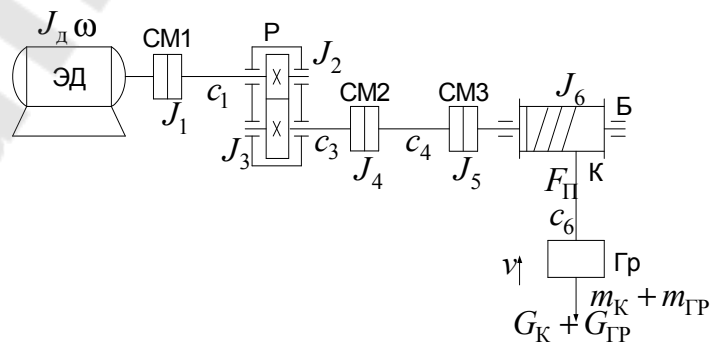 J_д ω
ЭД
СМ1
J_1
c_1
Р
J_2
J_3
c_3
СМ2
J_4
c_4
СМ3
J_5
J_6
Б
К
F_П
c_6
v
Гр
m_К + m_ГР
G_К + G_ГР